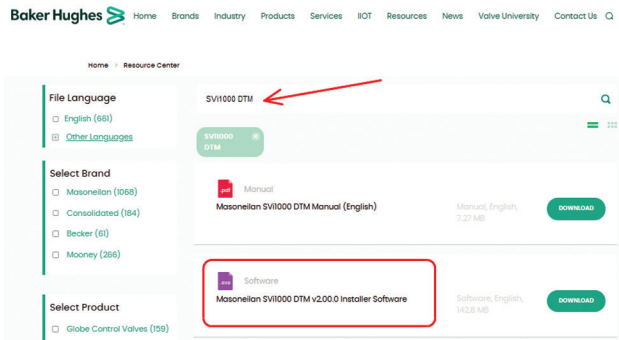 Baker Hughes
Home Brands Industry Products Services IIOT Resources News Valve University Contact Us
Home > Resource Center
File Language
English (661)
Other Languages
SVi1000 DTM
SVI1000
DTM
Select Brand
Masoneilan (1068)
Consolidated (184)
Becker (61)
Mooney (266)
Select Product
Globe Control Valves (159)
.pdf Manual
Masoneilan SVi1000 DTM Manual (English)
Manual, English,
7.27 MB
DOWNLOAD
.exe Software
Masoneilan SVi1000 DTM v2.00.0 Installer Software
Software, English,
142.8 MB
DOWNLOAD